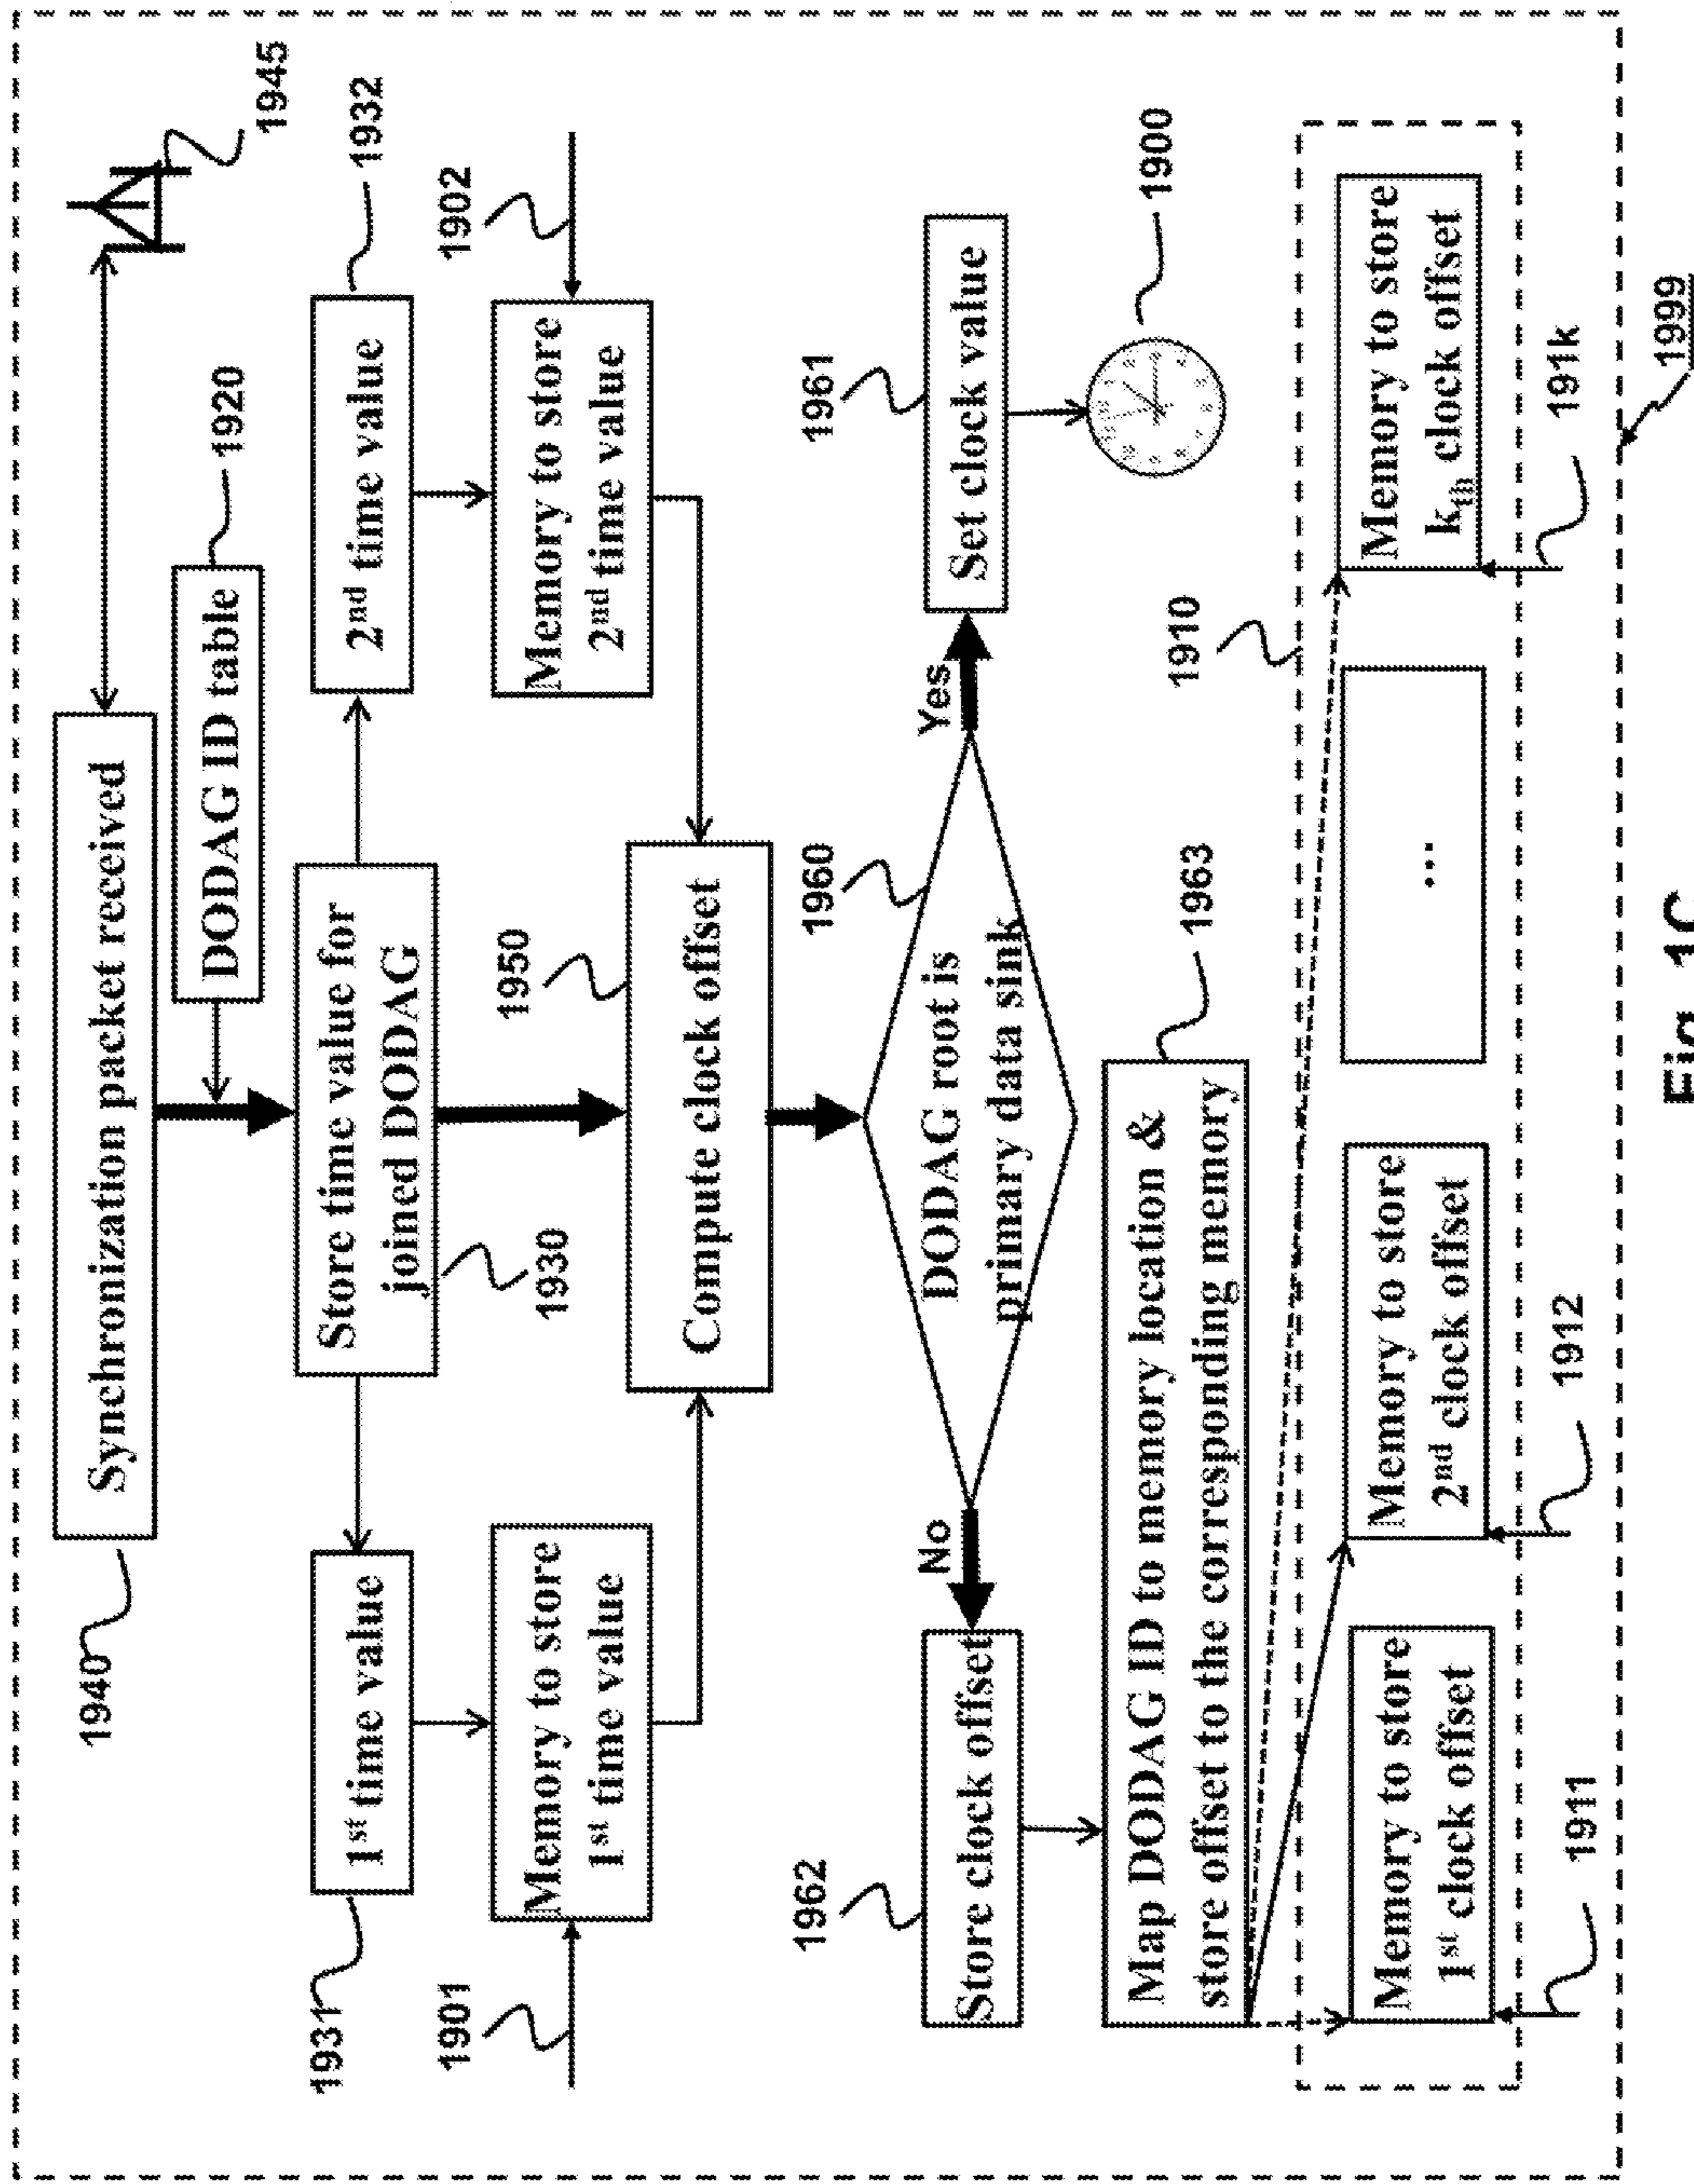 1945
Synchronization packet received
1940
DODAG ID table
1920
Store time value for
joined DODAG
1930
1st time value
1931
2nd time value
1932
Memory to store
1st time value
1901
Memory to store
2nd time value
1902
Compute clock offset
1950
DODAG root is
primary data sink
1960
No
Yes
Store clock offset
1962
Set clock value
1961
1900
Map DODAG ID to memory location &
store offset to the corresponding memory
1963
1910
Memory to store
1st clock offset
1911
Memory to store
2nd clock offset
1912
...
Memory to store
kth clock offset
191k
1999
Fig. 1C